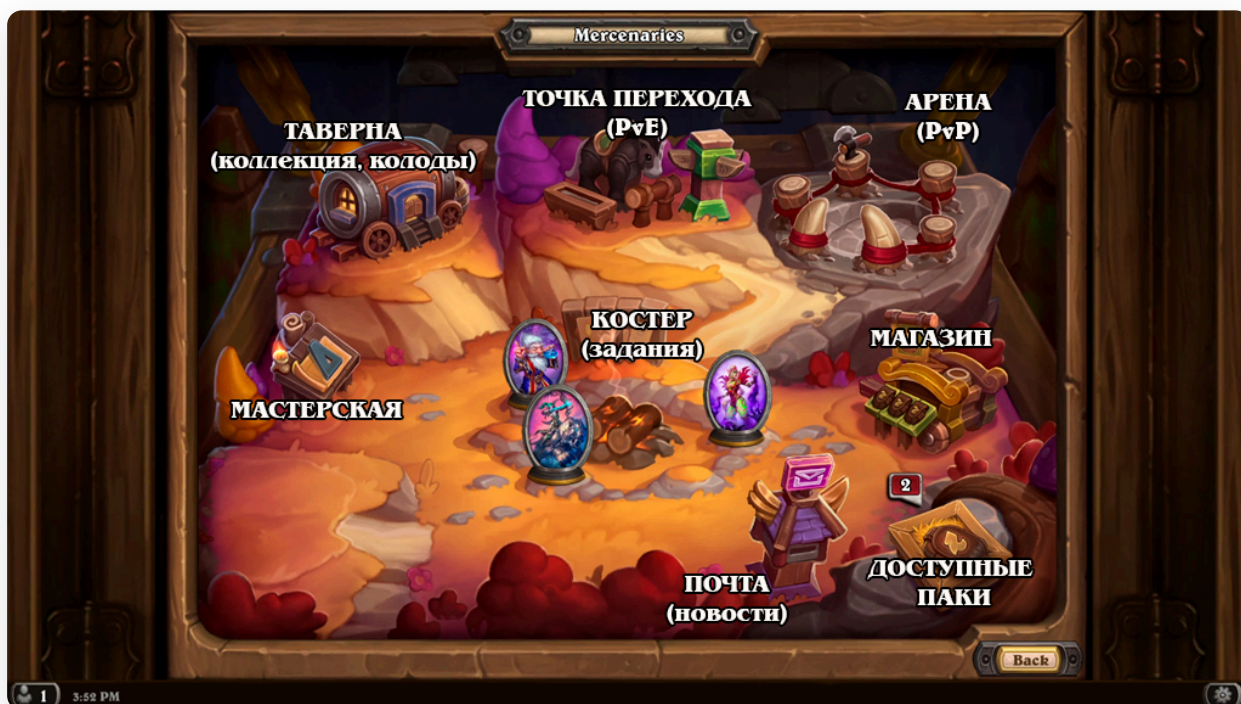 Mercenaries
ТОЧКА ПЕРЕХОДА
(PvE)
АРЕНА
(PvP)
ТАВЕРНА
(коллекция, колоды)
КОСТЕР
(задания)
МАГАЗИН
МАСТЕРСКАЯ
2
ДОСТУПНЫЕ
ПАКИ
ПОЧТА
(новости)
Back
1
3:52 PM